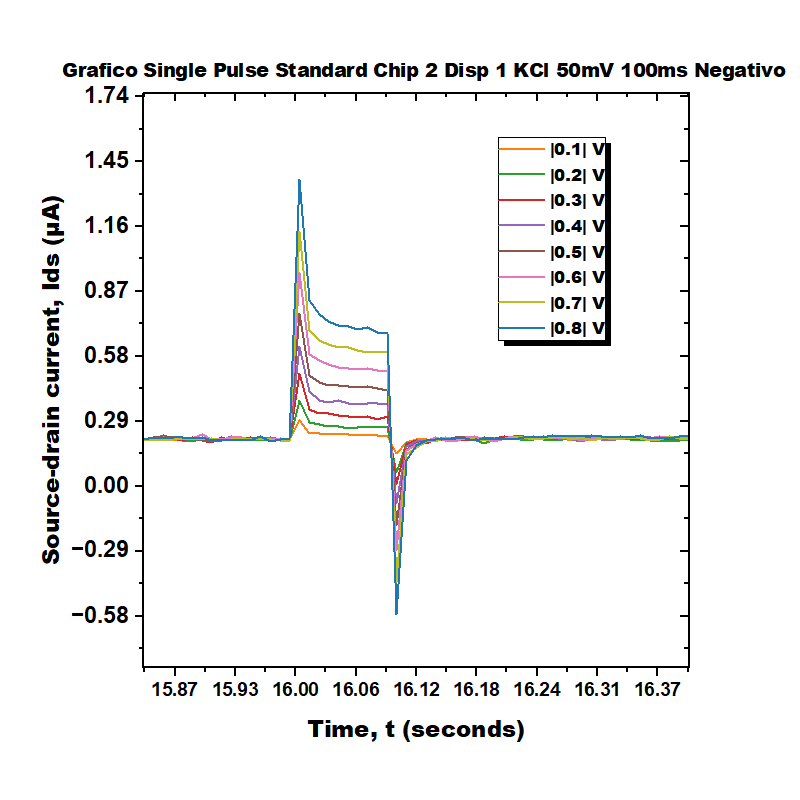 Grafico Single Pulse Standard Chip 2 Disp 1 KCl 50mV 100ms Negativo
1.74
1.45
1.16
0.87
0.58
0.29
0.00
−0.29
−0.58
Source-drain current, Ids (µA)
|0.1| V
|0.2| V
|0.3| V
|0.4| V
|0.5| V
|0.6| V
|0.7| V
|0.8| V
15.87 15.93 16.00 16.06 16.12 16.18 16.24 16.31 16.37
Time, t (seconds)